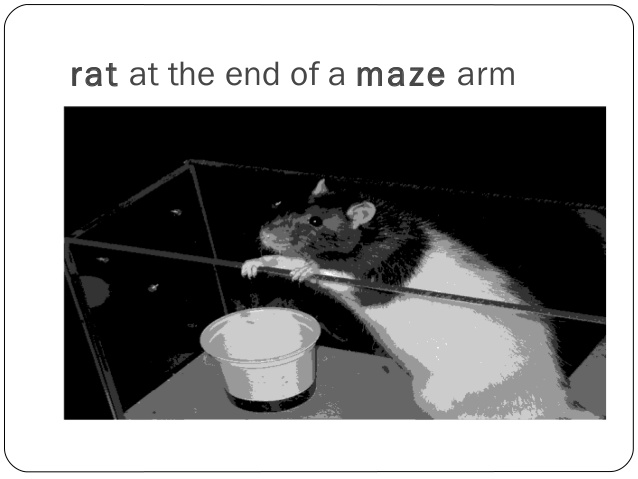 rat at the end of a maze arm